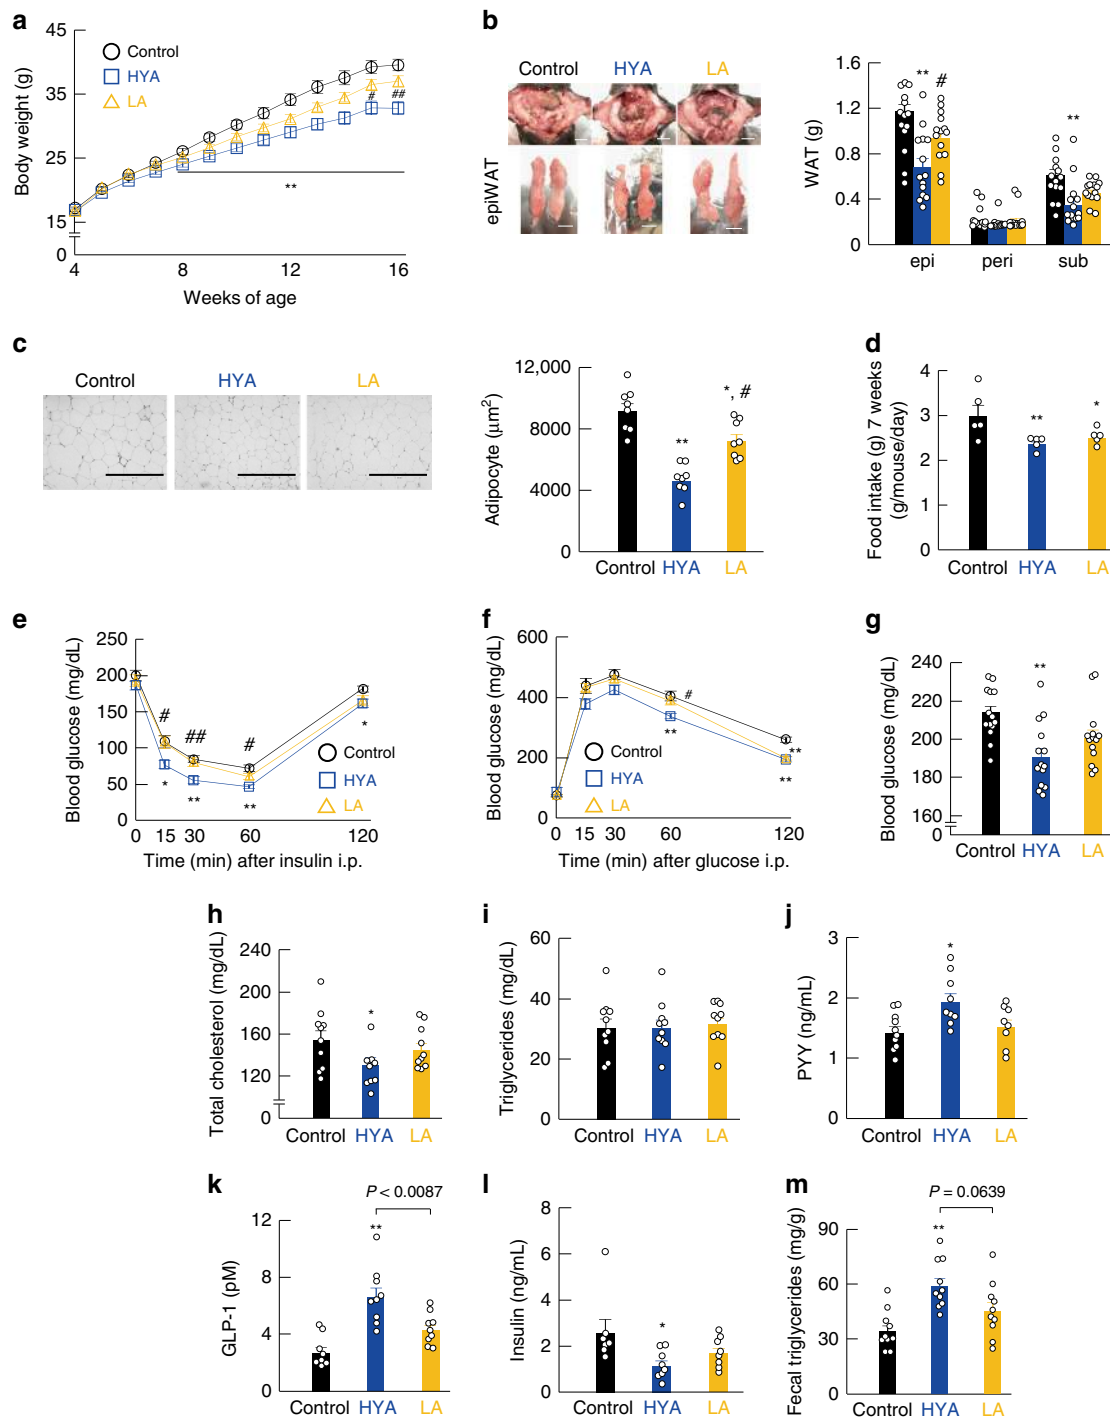 a
45
35
25
15
0
Body weight (g)
Control
HYA
LA
#
##
**
4
8
12
16
Weeks of age
b
Control
HYA
LA
epiWAT
WAT (g)
1.6
1.2
0.8
0.4
0
**
#
**
epi
peri
sub
c
Control
HYA
LA
Adipocyte (μm²)
12,000
8000
4000
0
**
*, #
Control
HYA
LA
d
Food intake (g) 7 weeks
(g/mouse/day)
4
3
2
1
0
**
*
Control
HYA
LA
e
Blood glucose (mg/dL)
250
200
150
100
50
0
#
##
#
*
**
**
*
Control
HYA
LA
0
15
30
60
120
Time (min) after insulin i.p.
f
Blood glucose (mg/dL)
600
400
200
0
#
**
**
**
Control
HYA
LA
0
15
30
60
120
Time (min) after glucose i.p.
g
Blood glucose (mg/dL)
240
220
200
180
160
0
**
Control
HYA
LA
h
Total cholesterol (mg/dL)
240
200
160
120
0
*
Control
HYA
LA
i
Triglycerides (mg/dL)
60
40
20
0
Control
HYA
LA
j
PYY (ng/mL)
3
2
1
0
*
Control
HYA
LA
k
GLP-1 (pM)
12
8
4
0
P < 0.0087
**
Control
HYA
LA
l
Insulin (ng/mL)
8
6
4
2
0
*
Control
HYA
LA
m
Fecal triglycerides (mg/g)
90
60
30
0
P = 0.0639
**
Control
HYA
LA